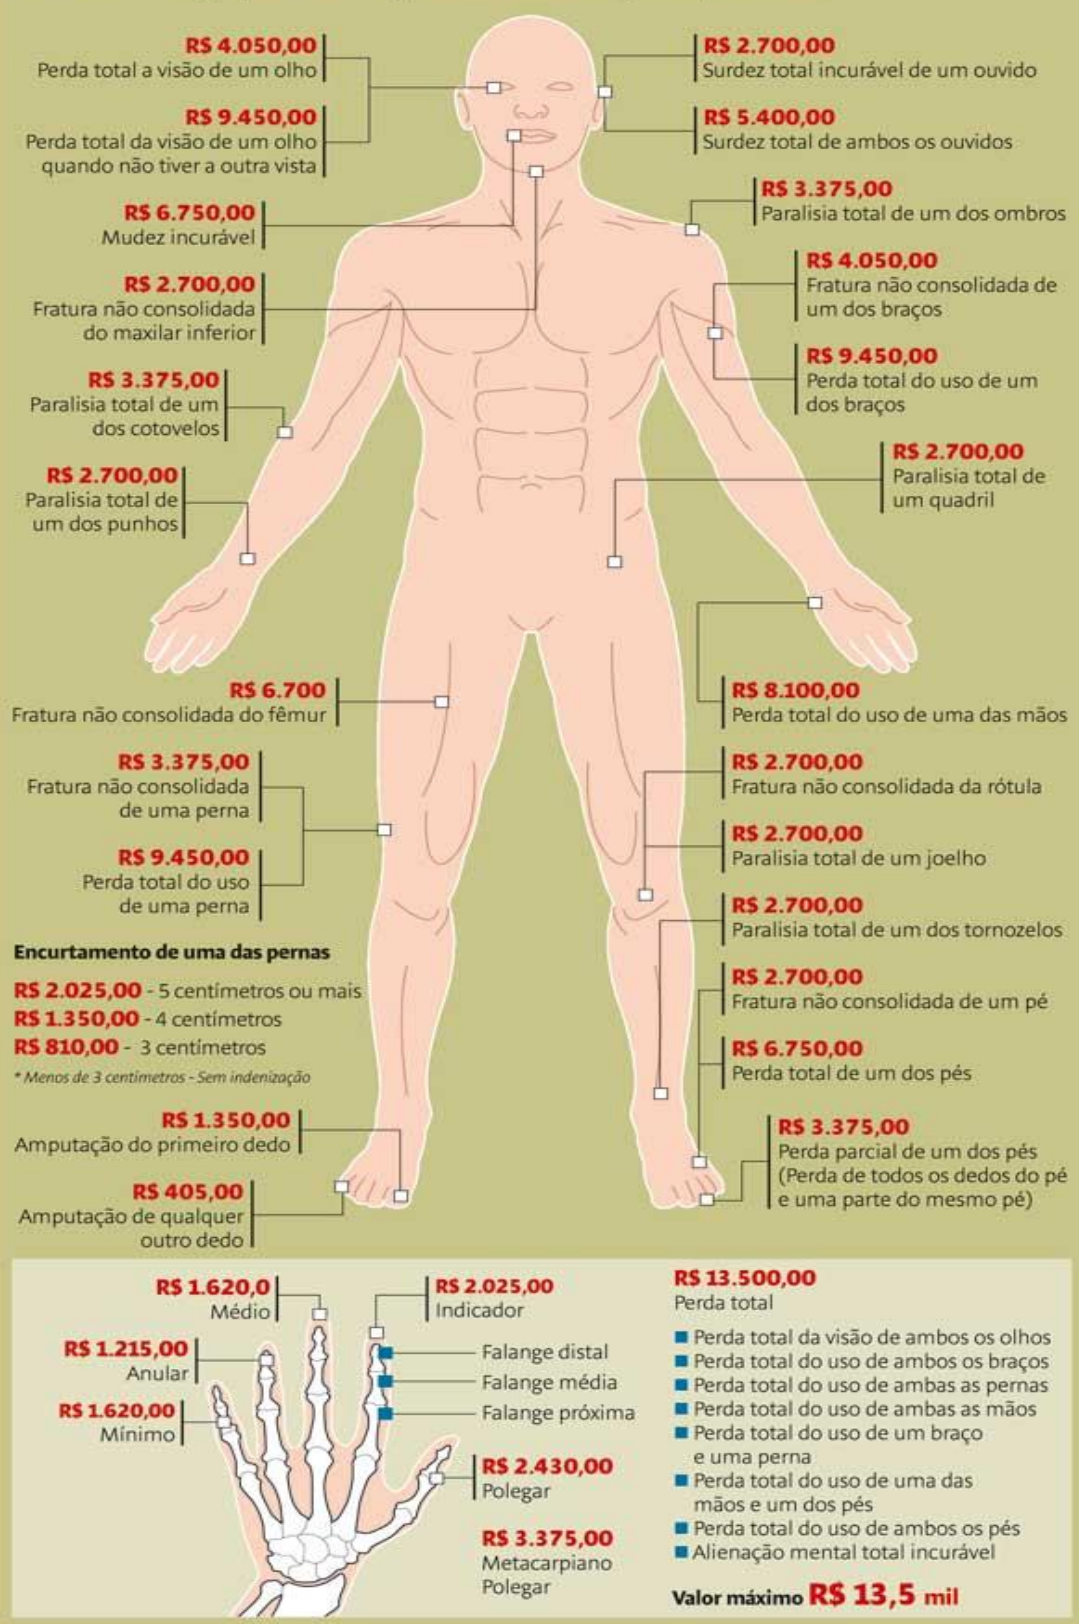 R$ 4.050,00
Perda total a visão de um olho
R$ 9.450,00
Perda total da visão de um olho
quando não tiver a outra vista
R$ 6.750,00
Mudez incurável
R$ 2.700,00
Fratura não consolidada
do maxilar inferior
R$ 3.375,00
Paralisia total de um
dos cotovelos
R$ 2.700,00
Paralisia total de
um dos punhos
R$ 2.700,00
Surdez total incurável de um ouvido
R$ 5.400,00
Surdez total de ambos os ouvidos
R$ 3.375,00
Paralisia total de um dos ombros
R$ 4.050,00
Fratura não consolidada de
um dos braços
R$ 9.450,00
Perda total do uso de um
dos braços
R$ 2.700,00
Paralisia total de
um quadril
R$ 6.700
Fratura não consolidada do fêmur
R$ 3.375,00
Fratura não consolidada
de uma perna
R$ 9.450,00
Perda total do uso
de uma perna
Encurtamento de uma das pernas
R$ 2.025,00 - 5 centímetros ou mais
R$ 1.350,00 - 4 centímetros
R$ 810,00 - 3 centímetros
* Menos de 3 centímetros - Sem indenização
R$ 1.350,00
Amputação do primeiro dedo
R$ 405,00
Amputação de qualquer
outro dedo
R$ 8.100,00
Perda total do uso de uma das mãos
R$ 2.700,00
Fratura não consolidada da rótula
R$ 2.700,00
Paralisia total de um joelho
R$ 2.700,00
Paralisia total de um dos tornozelos
R$ 2.700,00
Fratura não consolidada de um pé
R$ 6.750,00
Perda total de um dos pés
R$ 3.375,00
Perda parcial de um dos pés
(Perda de todos os dedos do pé
e uma parte do mesmo pé)
R$ 1.620,0
Médio
R$ 1.215,00
Anular
R$ 1.620,00
Mínimo
R$ 2.025,00
Indicador
Falange distal
Falange média
Falange próxima
R$ 2.430,00
Polegar
R$ 3.375,00
Metacarpiano
Polegar
R$ 13.500,00
Perda total
Perda total da visão de ambos os olhos
Perda total do uso de ambos os braços
Perda total do uso de ambas as pernas
Perda total do uso de ambas as mãos
Perda total do uso de um braço
e uma perna
Perda total do uso de uma das
mãos e um dos pés
Perda total do uso de ambos os pés
Alienação mental total incurável
Valor máximo R$ 13,5 mil